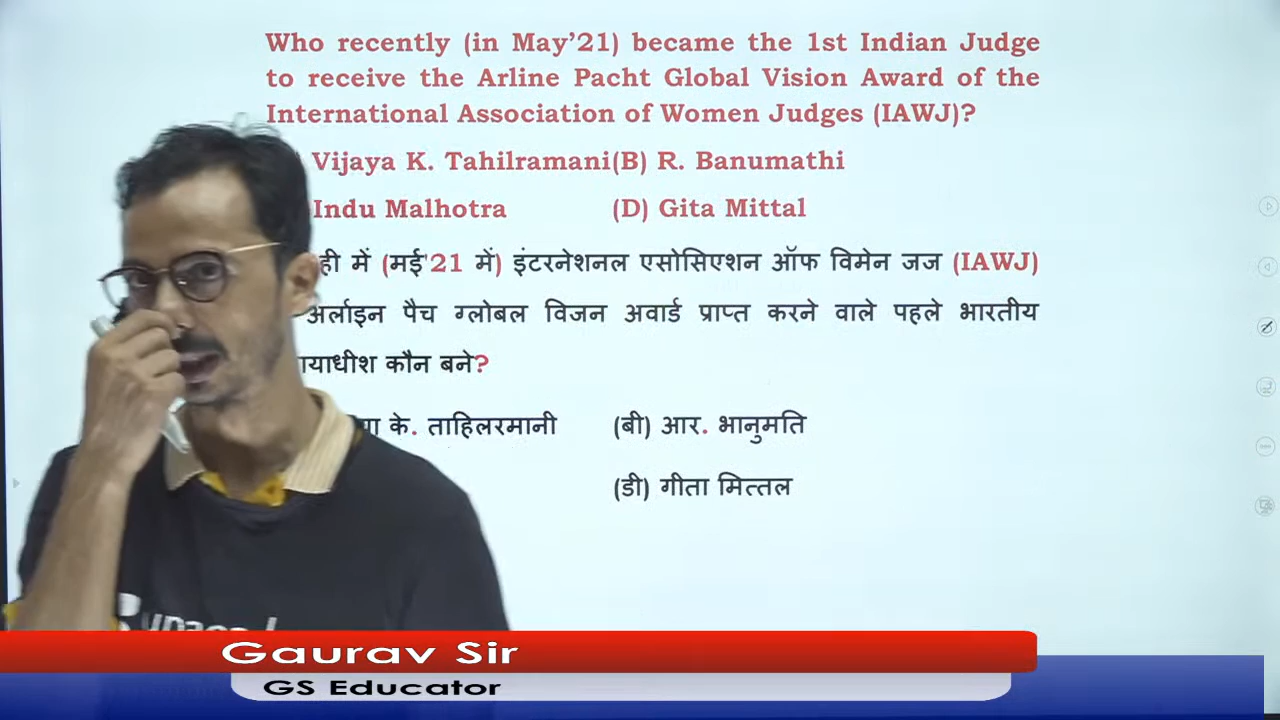 Who recently (in May’21) became the 1st Indian Judge
to receive the Arline Pacht Global Vision Award of the
International Association of Women Judges (IAWJ)?
Vijaya K. Tahilramani (B) R. Banumathi
Indu Malhotra (D) Gita Mittal
ही में (मई'21 में) इंटरनेशनल एसोसिएशन ऑफ विमेन जज (IAWJ)
अर्लाइन पैच ग्लोबल विजन अवार्ड प्राप्त करने वाले पहले भारतीय
कौन बने?
के. ताहिलरमानी (बी) आर. भानुमति
(डी) गीता मित्तल
Gaurav Sir
GS Educator